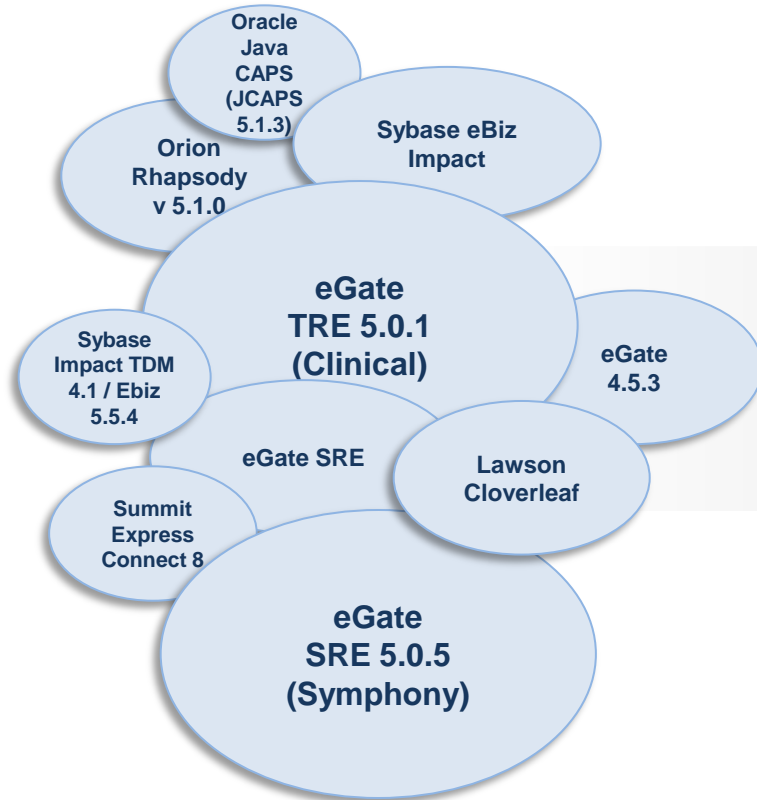 Oracle
Java
CAPS
(JCAPS
5.1.3)
Sybase eBiz
Impact
Orion
Rhapsody
v 5.1.0
eGate
TRE 5.0.1
(Clinical)
Sybase
Impact TDM
4.1 / Ebiz
5.5.4
eGate
4.5.3
eGate SRE
Lawson
Cloverleaf
Summit
Express
Connect 8
eGate
SRE 5.0.5
(Symphony)